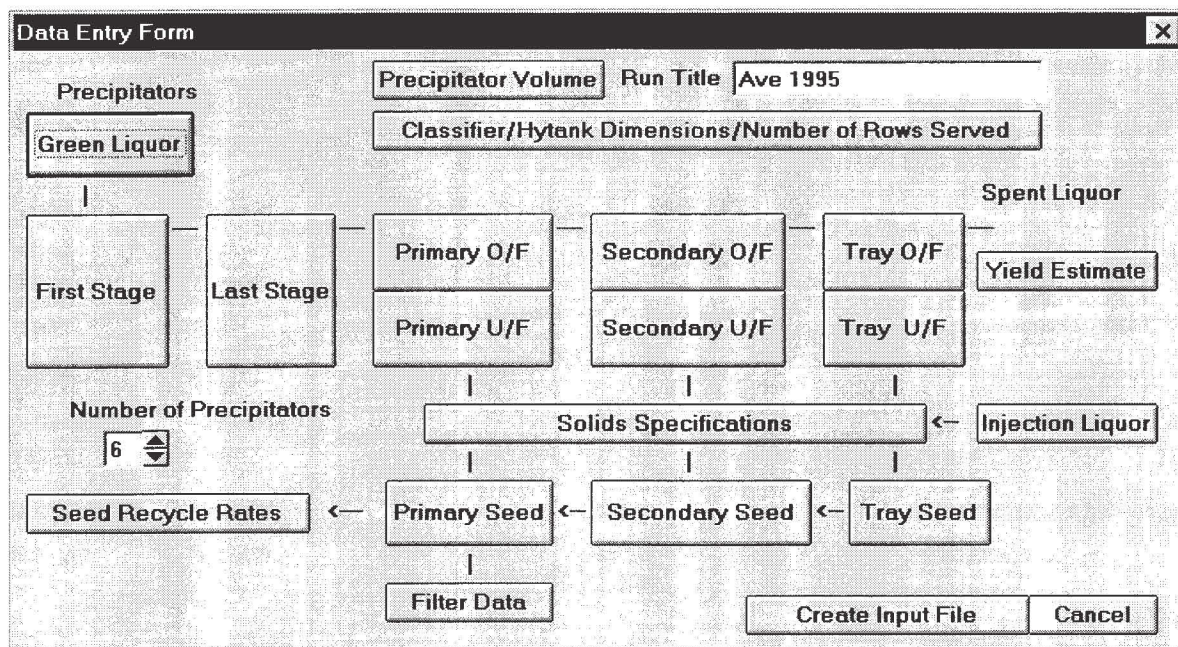 Data Entry Form
Precipitators
Precipitator Volume
Run Title
Ave 1995
Green Liquor
Classifier/Hytank Dimensions/Number of Rows Served
Spent Liquor
First Stage
Last Stage
Primary O/F
Secondary O/F
Tray O/F
Yield Estimate
Primary U/F
Secondary U/F
Tray U/F
Number of Precipitators
6
Solids Specifications
Injection Liquor
Seed Recycle Rates
Primary Seed
Secondary Seed
Tray Seed
Filter Data
Create Input File
Cancel